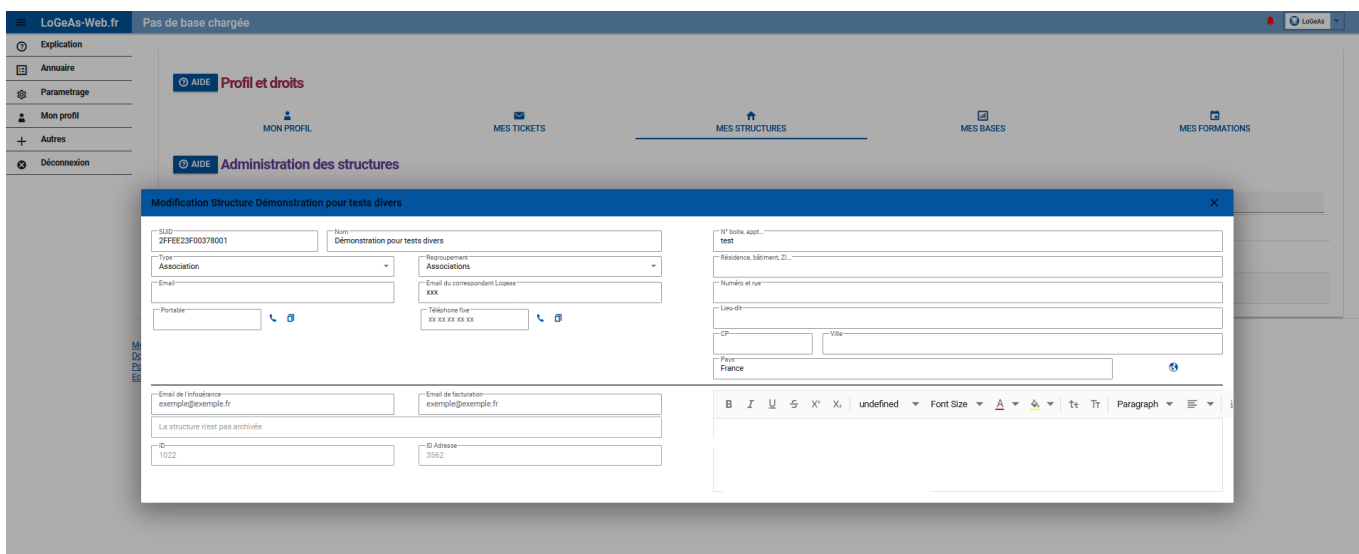 LoGeAs-Web.fr Pas de base chargée LoGeAs
Explication
Annuaire
Parametrage
Mon profil
Autres
Déconnexion
AIDE Profil et droits
MON PROFIL MES TICKETS MES STRUCTURES MES BASES MES FORMATIONS
AIDE Administration des structures
Modification Structure Démonstration pour tests divers
SUID Nom N° boite, appt...
2FFEE23F00378001 Démonstration pour tests divers test
Type Regroupement Résidence, bâtiment, ZI...
Association Associations
Email Email du correspondant Logeas Numéro et rue
xxx
Portable Téléphone fixe Lieu-dit
xx xx xx xx xx
CP Ville
Pays
France
Email de l'infogérance Email de facturation
exemple@exemple.fr exemple@exemple.fr
B I U S X² X₂ undefined Font Size A Paragraph
La structure n'est pas archivée
ID ID Adresse
1022 3562